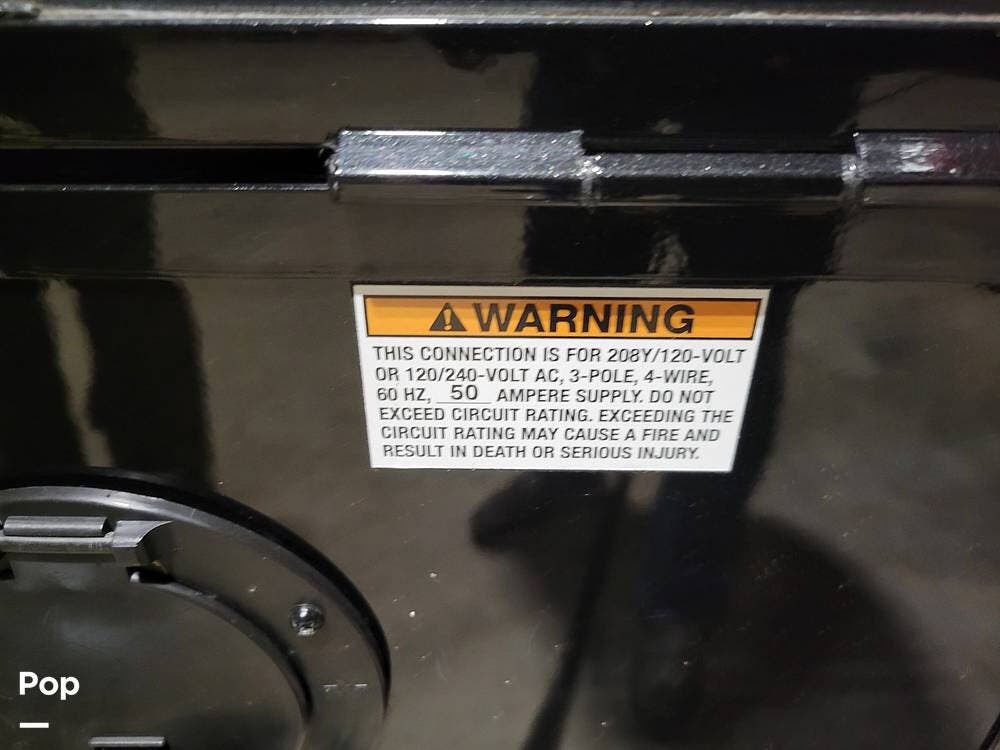 WARNING
THIS CONNECTION IS FOR 208Y/120-VOLT
OR 120/240-VOLT AC, 3-POLE, 4-WIRE,
60 HZ, 50 AMPERE SUPPLY. DO NOT
EXCEED CIRCUIT RATING. EXCEEDING THE
CIRCUIT RATING MAY CAUSE A FIRE AND
RESULT IN DEATH OR SERIOUS INJURY.
Pop